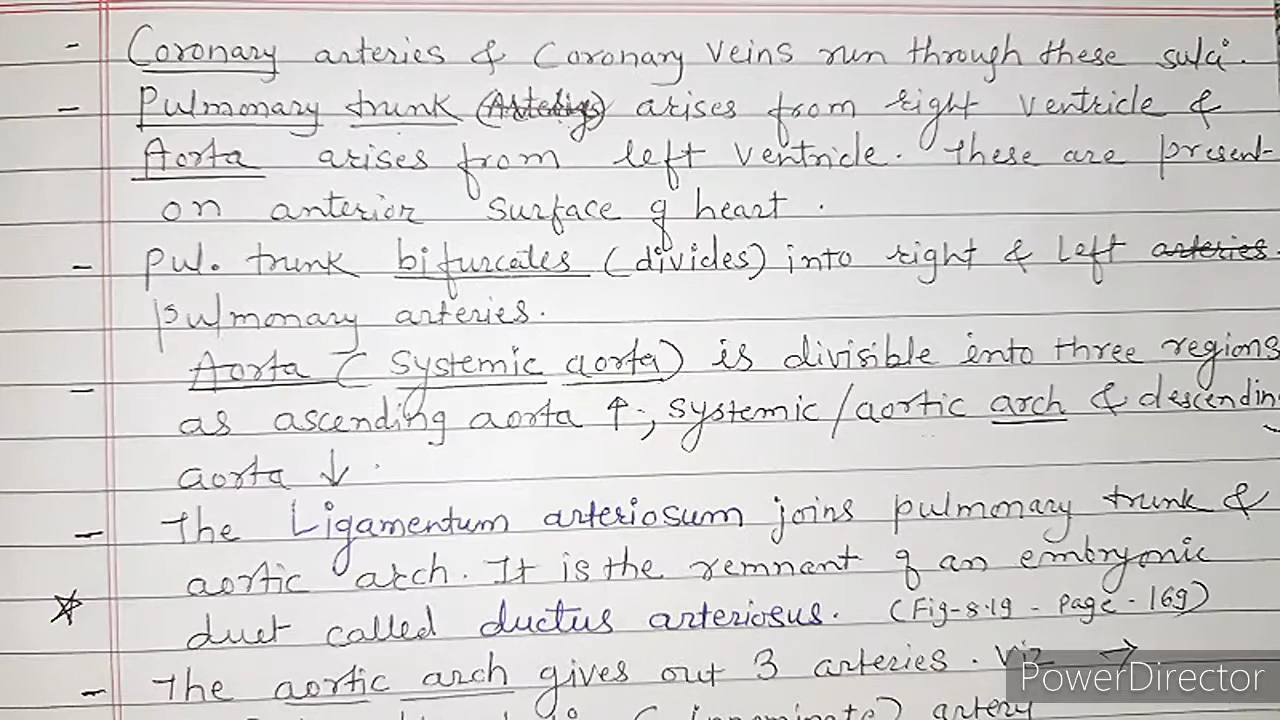 - Coronary arteries & Coronary veins run through these sulci.
- Pulmonary trunk (Arteries) arises from right ventricle &
Aorta arises from left ventricle. These are present
on anterior surface of heart.
- Pul. trunk bifurcates (divides) into right & left arteries.
pulmonary arteries.
- Aorta (systemic aorta) is divisible into three regions
as ascending aorta ↑, systemic/aortic arch & descendin
aorta ↓.
- The Ligamentum arteriosum joins pulmonary trunk &
aortic arch. It is the remnant of an embryonic
duct called ductus arteriosus. (Fig-8.19 - Page-169)
- The aortic arch gives out 3 arteries. Viz →
(innominate) artery
PowerDirector